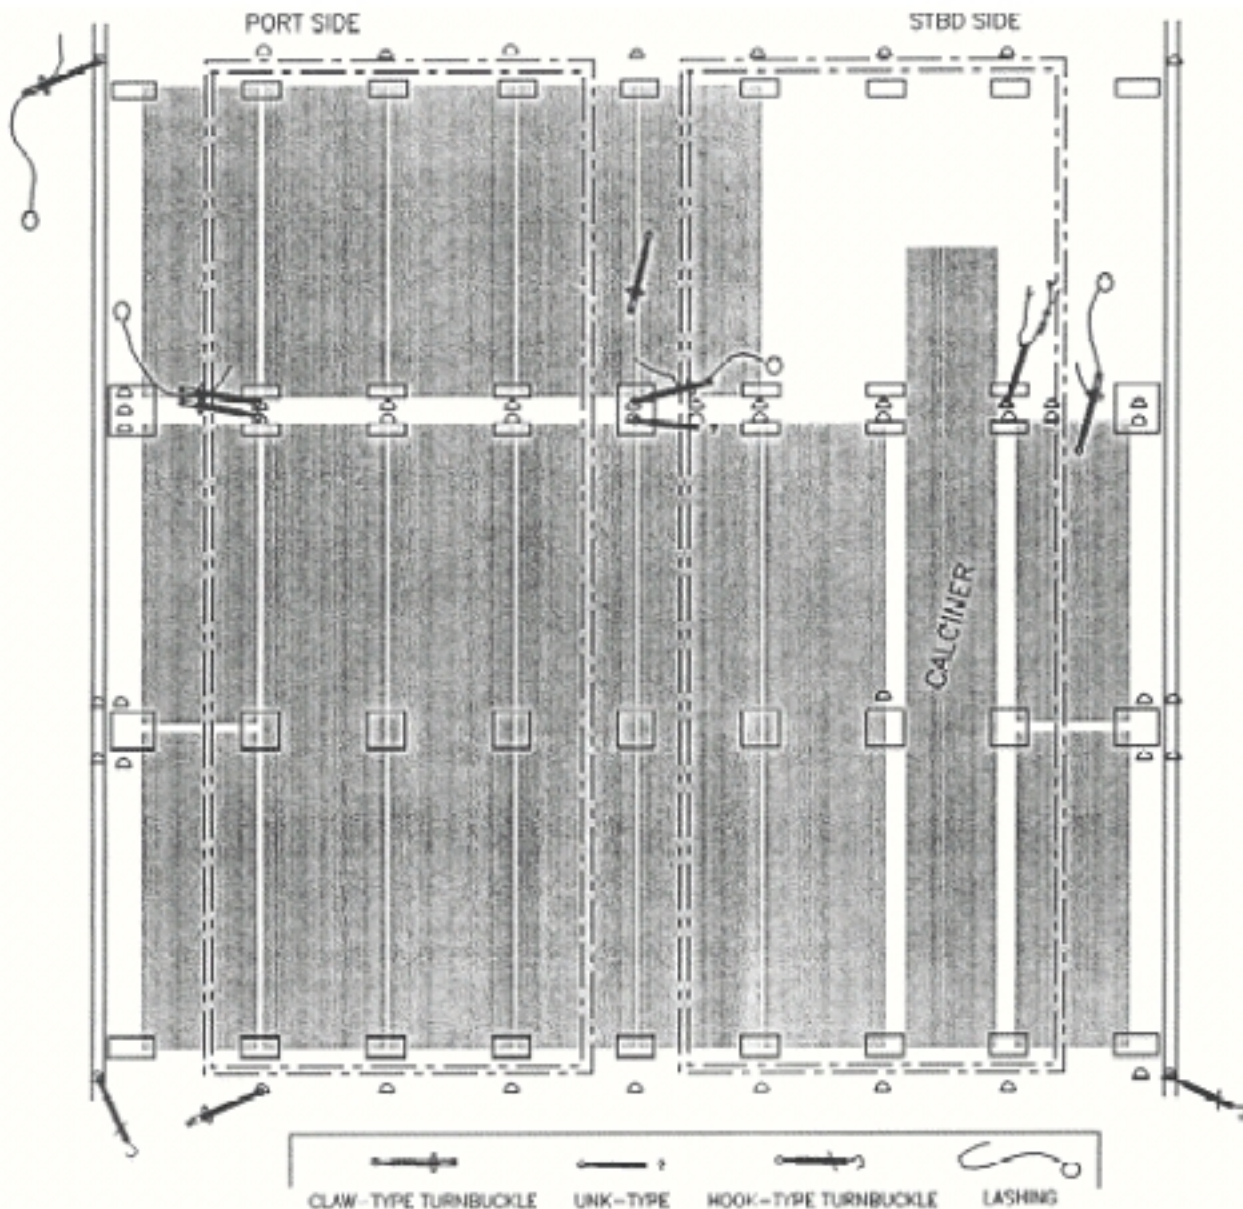 PORT SIDE
STBD SIDE
CALCINER
CLAW-TYPE TURNBUCKLE
UNK-TYPE
HOOK-TYPE TURNBUCKLE
LASHING